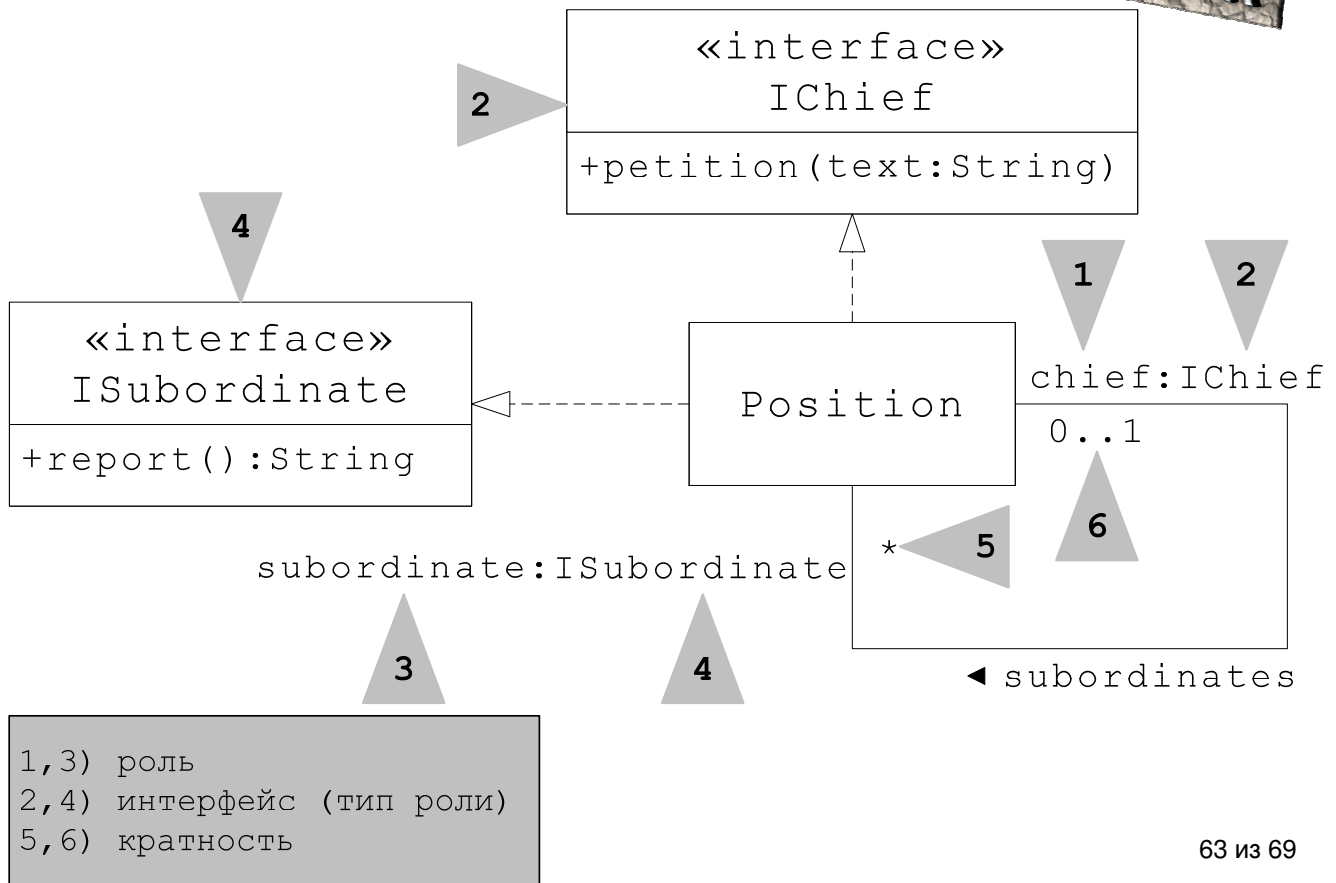 «interface»
IChief
+petition(text:String)
2
4
1
2
«interface»
ISubordinate
+report():String
Position
chief:IChief
0..1
6
*
5
subordinate:ISubordinate
3
4
◄ subordinates
1,3) роль
2,4) интерфейс (тип роли)
5,6) кратность
63 из 69